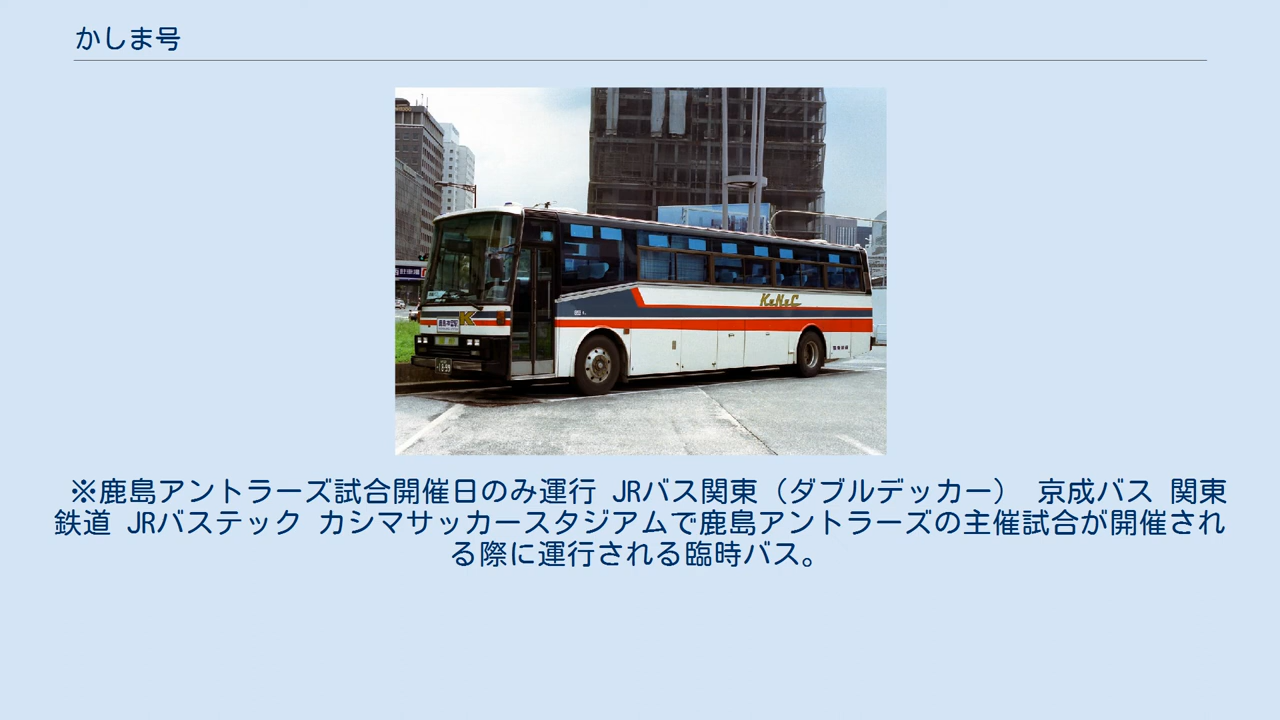 かしま号
K
1699
※鹿島アントラーズ試合開催日のみ運行 JRバス関東（ダブルデッカー） 京成バス 関東
鉄道 JRバステック カシマサッカースタジアムで鹿島アントラーズの主催試合が開催され
る際に運行される臨時バス。